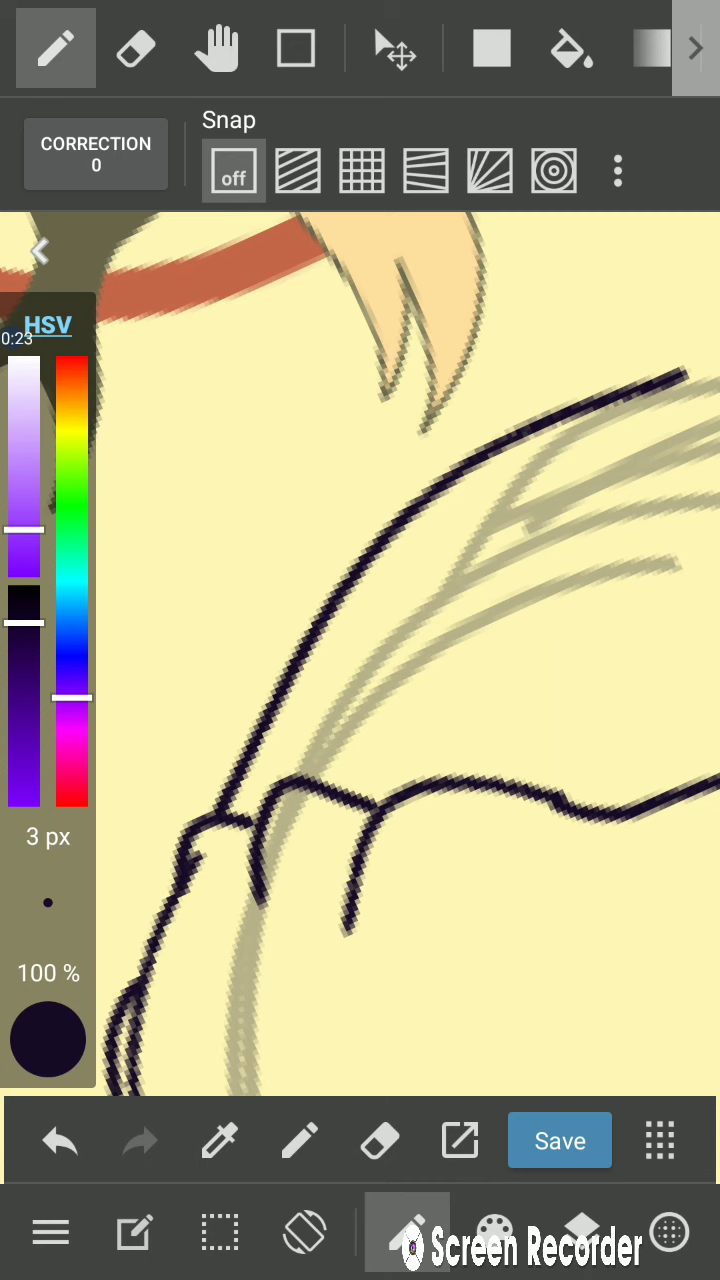 CORRECTION
0
Snap
off
HSV
0:23
3 px
100 %
Save
Screen Recorder